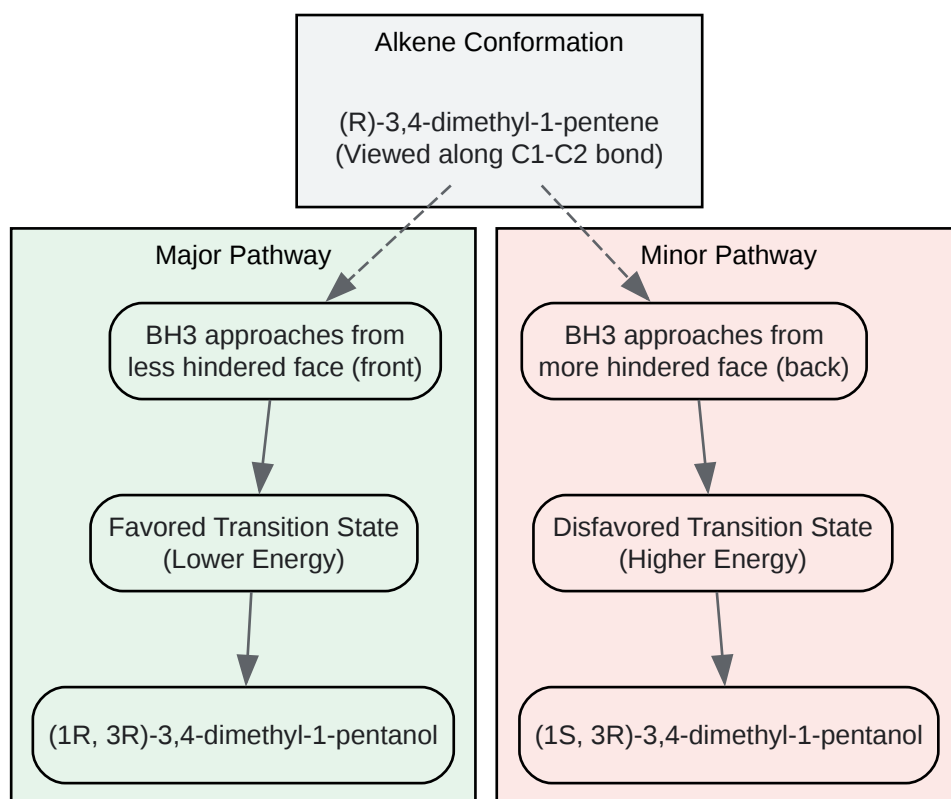 Alkene Conformation
(R)-3,4-dimethyl-1-pentene
(Viewed along C1-C2 bond)
Major Pathway
BH3 approaches from
less hindered face (front)
Favored Transition State
(Lower Energy)
(1R, 3R)-3,4-dimethyl-1-pentanol
Minor Pathway
BH3 approaches from
more hindered face (back)
Disfavored Transition State
(Higher Energy)
(1S, 3R)-3,4-dimethyl-1-pentanol